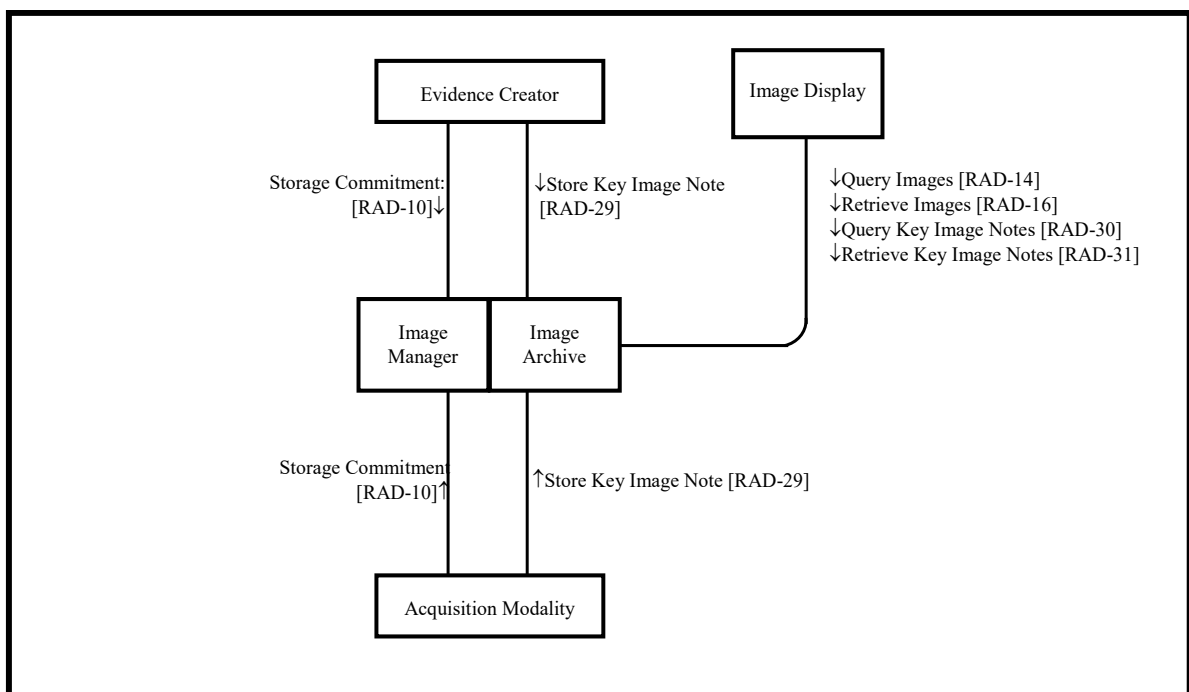 Evidence Creator
Image Display
Storage Commitment:
[RAD-10]↓
↓Store Key Image Note
[RAD-29]
↓Query Images [RAD-14]
↓Retrieve Images [RAD-16]
↓Query Key Image Notes [RAD-30]
↓Retrieve Key Image Notes [RAD-31]
Image
Manager
Image
Archive
Storage Commitment
[RAD-10]↑
↑Store Key Image Note [RAD-29]
Acquisition Modality